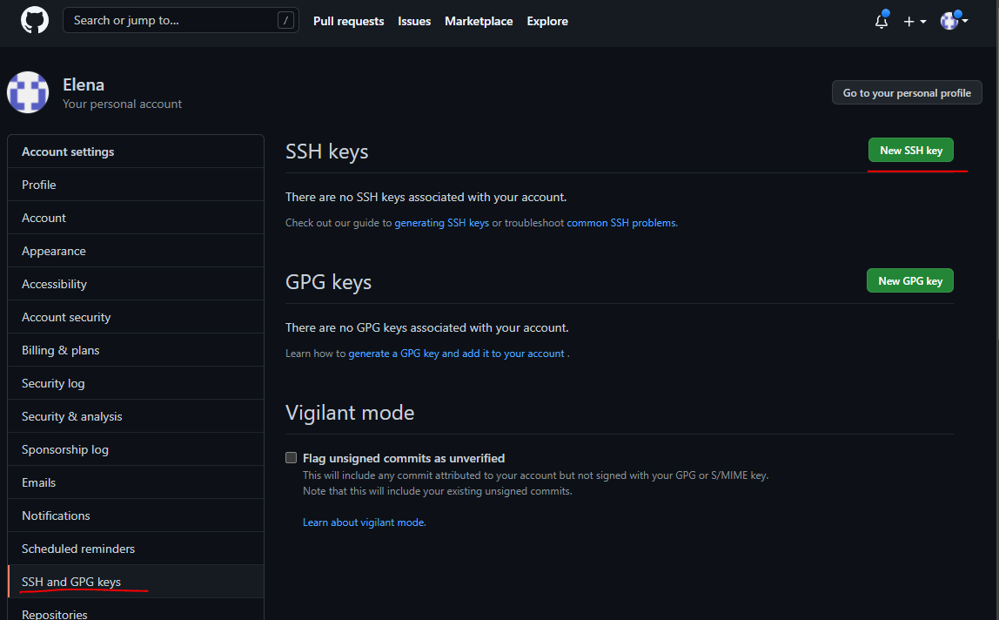 Search or jump to... /
Pull requests Issues Marketplace Explore
Elena
Your personal account
Go to your personal profile
Account settings
Profile
Account
Appearance
Accessibility
Account security
Billing & plans
Security log
Security & analysis
Sponsorship log
Emails
Notifications
Scheduled reminders
SSH and GPG keys
Repositories
SSH keys
New SSH key
There are no SSH keys associated with your account.
Check out our guide to generating SSH keys or troubleshoot common SSH problems.
GPG keys
New GPG key
There are no GPG keys associated with your account.
Learn how to generate a GPG key and add it to your account .
Vigilant mode
Flag unsigned commits as unverified
This will include any commit attributed to your account but not signed with your GPG or S/MIME key.
Note that this will include your existing unsigned commits.
Learn about vigilant mode.